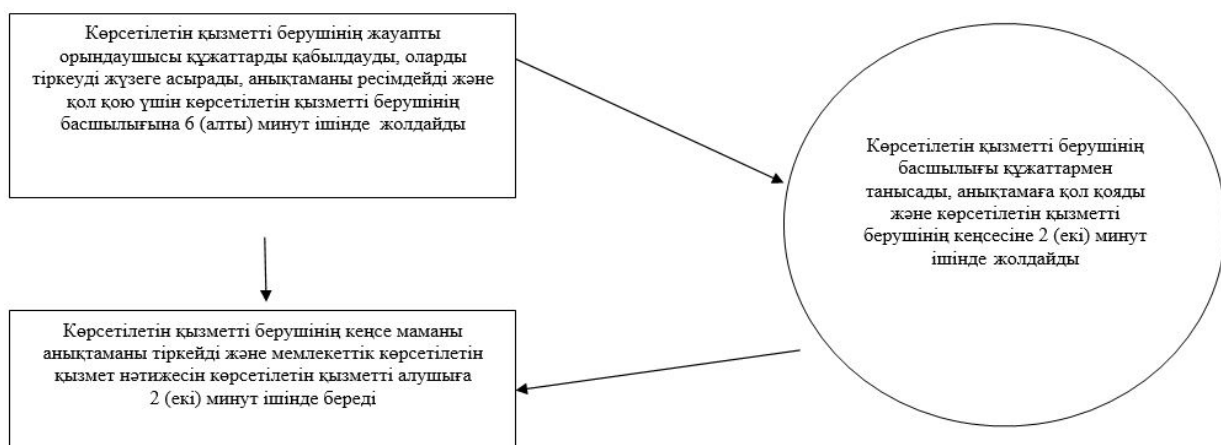 Көрсетілетін қызметті берушінің жауапты
орындаушысы құжаттарды қабылдауды, оларды
тіркеуді жүзеге асырады, анықтаманы ресімдейді және
қол қою үшін көрсетілетін қызметті берушінің
басшылығына 6 (алты) минут ішінде жолдайды
Көрсетілетін қызметті берушінің
басшылығы құжаттармен
танысады, анықтамаға қол қояды
және көрсетілетін қызметті
берушінің кеңсесіне 2 (екі) минут
ішінде жолдайды
Көрсетілетін қызметті берушінің кеңсе маманы
анықтаманы тіркейді және мемлекеттік көрсетілетін
қызмет нәтижесін көрсетілетін қызметті алушыға
2 (екі) минут ішінде береді